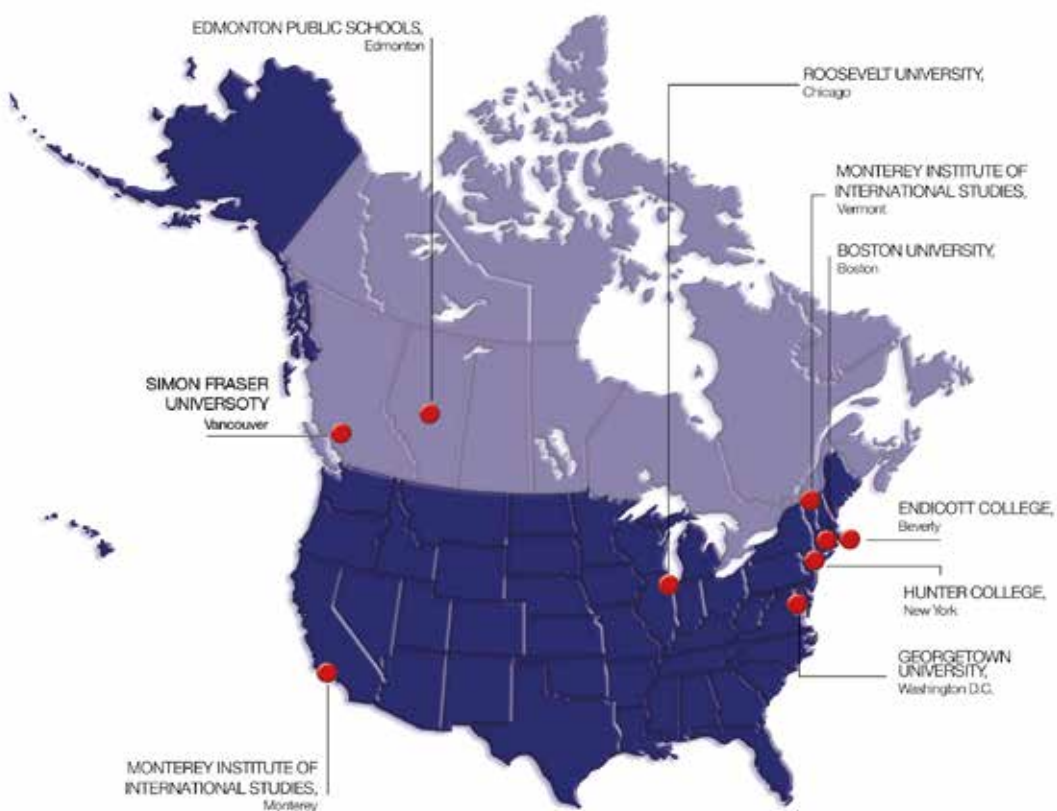 EDMONTON PUBLIC SCHOOLS,
Edmonton
ROOSEVELT UNIVERSITY,
Chicago
MONTEREY INSTITUTE OF
INTERNATIONAL STUDIES,
Vermont
BOSTON UNIVERSITY,
Boston
SIMON FRASER
UNIVERSOTY
Vancouver
ENDICOTT COLLEGE,
Beverly
HUNTER COLLEGE,
New York
GEORGETOWN
UNIVERSITY,
Washington D.C.
MONTEREY INSTITUTE OF
INTERNATIONAL STUDIES,
Monterey